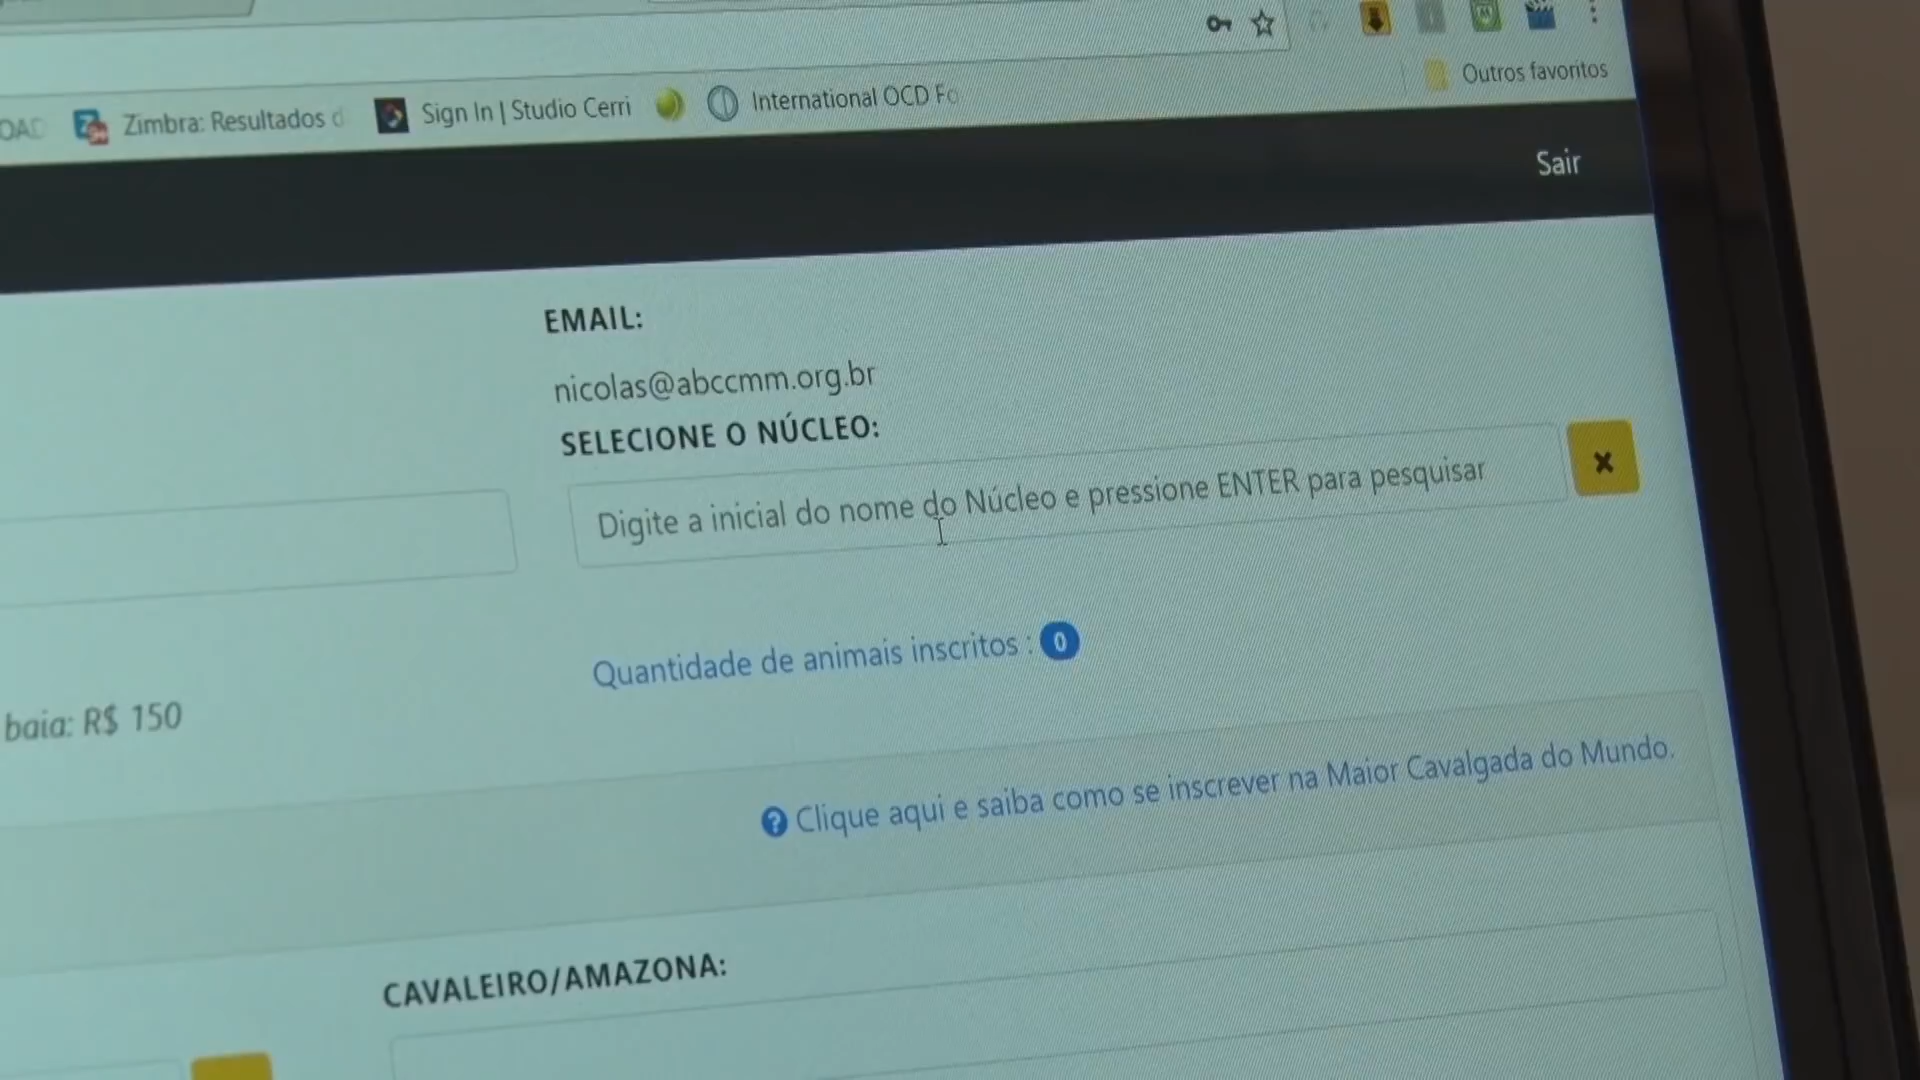 Outros favoritos
Zimbra: Resultados d
Sign In | Studio Cerri
International OCD Fo
Sair
EMAIL:
nicolas@abccmm.org.br
SELECIONE O NÚCLEO:
Digite a inicial do nome do Núcleo e pressione ENTER para pesquisar
Quantidade de animais inscritos : 0
baia: R$ 150
Clique aqui e saiba como se inscrever na Maior Cavalgada do Mundo.
CAVALEIRO/AMAZONA: